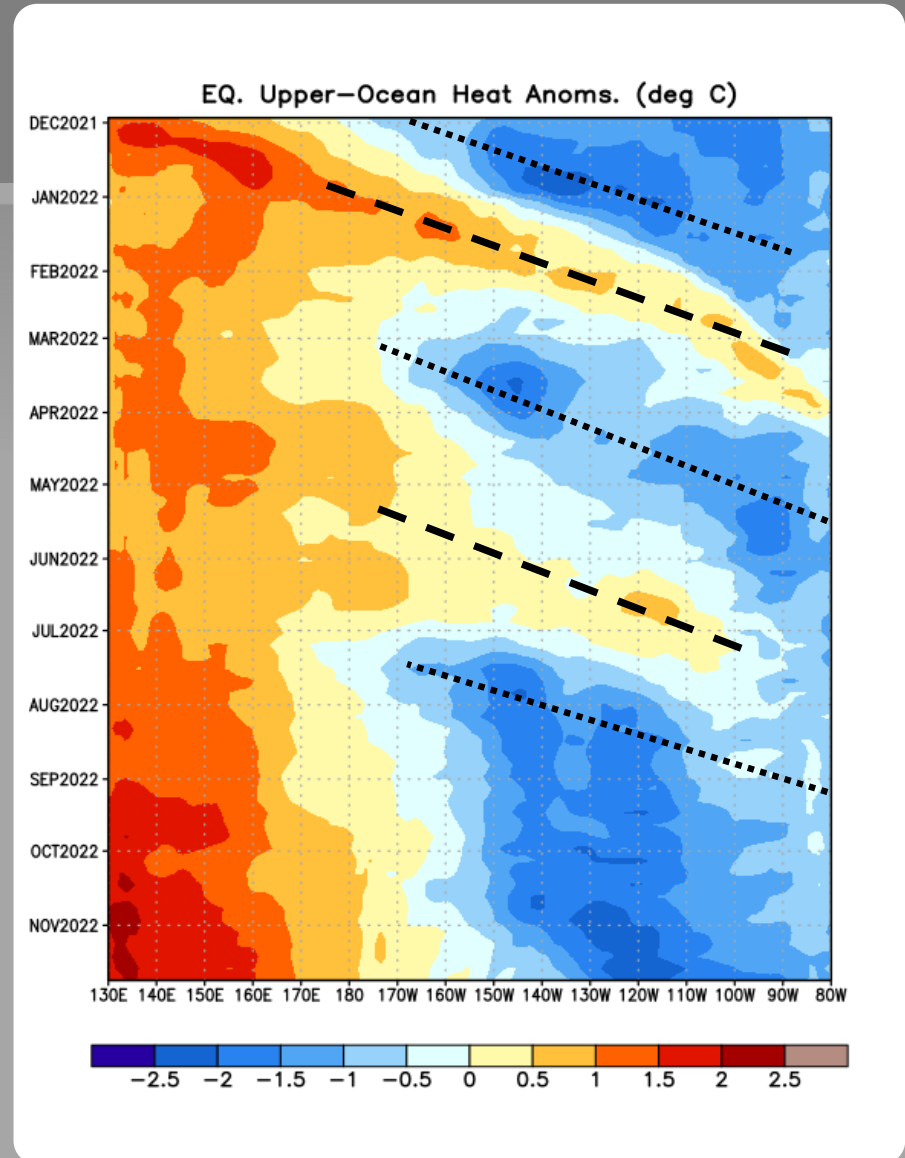 EQ. Upper-Ocean Heat Anoms. (deg C)
DEC2021
JAN2022
FEB2022
MAR2022
APR2022
MAY2022
JUN2022
JUL2022
AUG2022
SEP2022
OCT2022
NOV2022
130E 140E 150E 160E 170E 180 170W 160W 150W 140W 130W 120W 110W 100W 90W 80W
-2.5 -2 -1.5 -1 -0.5 0 0.5 1 1.5 2 2.5